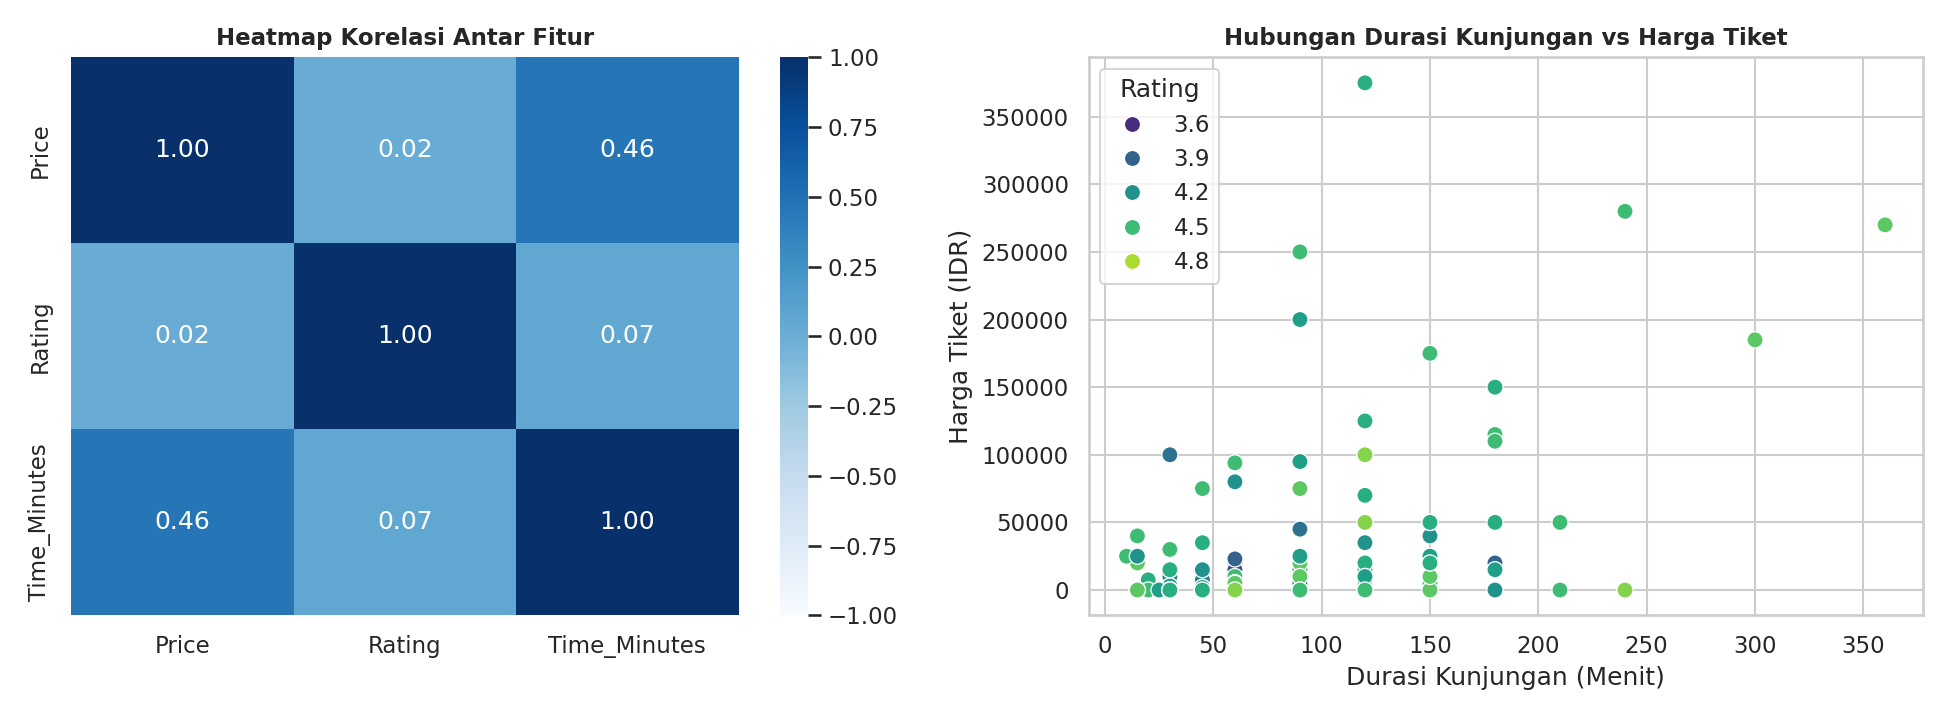 Heatmap Korelasi Antar Fitur
Price
Rating
Time_Minutes
1.00 0.02 0.46
0.02 1.00 0.07
0.46 0.07 1.00
Price Rating Time_Minutes
1.00
0.75
0.50
0.25
0.00
−0.25
−0.50
−0.75
−1.00
Hubungan Durasi Kunjungan vs Harga Tiket
Rating
3.6
3.9
4.2
4.5
4.8
Harga Tiket (IDR)
350000
300000
250000
200000
150000
100000
50000
0
0 50 100 150 200 250 300 350
Durasi Kunjungan (Menit)